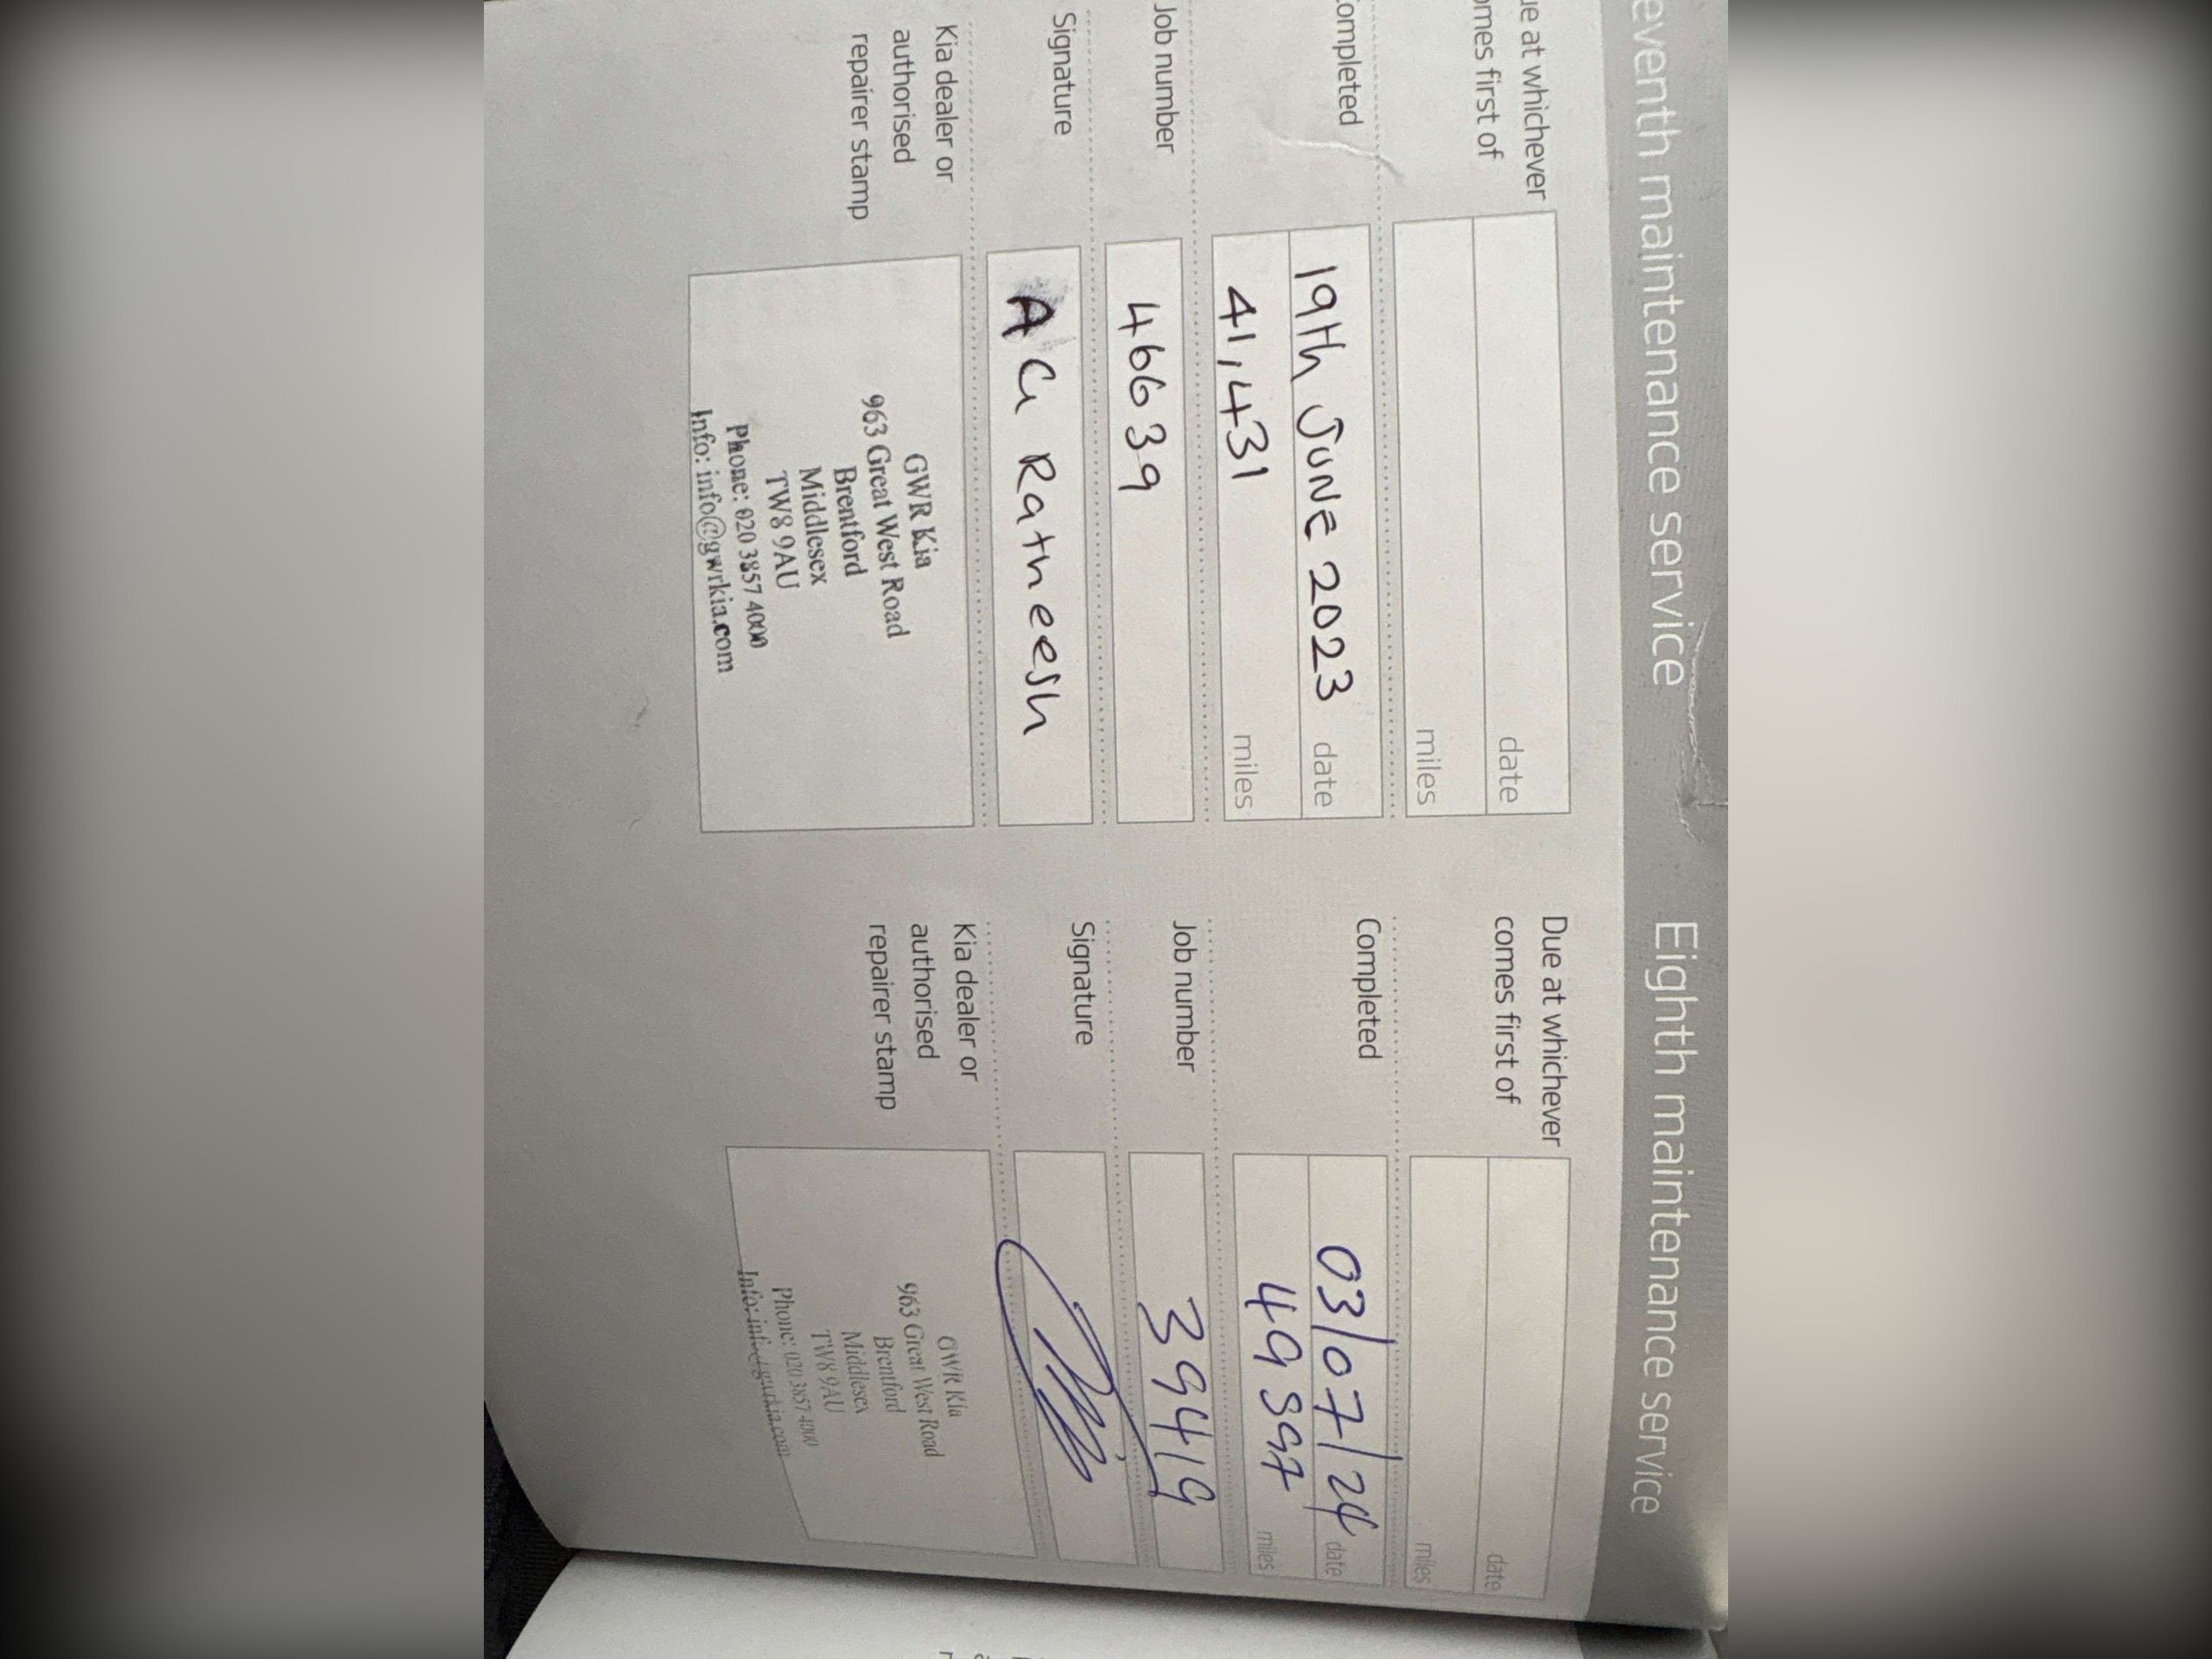 eventh maintenance service
ue at whichever
omes first of
date
miles
ompleted
19th JUNE 2023 date
41,431 miles
Job number
46639
Signature
A G Ratheesh
Kia dealer or
authorised
repairer stamp
GWR Kia
963 Great West Road
Brentford
Middlesex
TW8 9AU
Phone: 020 3857 4000
Info: info@gwrkia.com
Eighth maintenance service
Due at whichever
comes first of
date
miles
Completed
03/07/24 date
miles
Job number
39419
Signature
Kia dealer or
authorised
repairer stamp
GWR Kia
963 Great West Road
Brentford
Middlesex
TW8 9AU
Phone: 020 3857 4000
Info: info@gwrkia.com